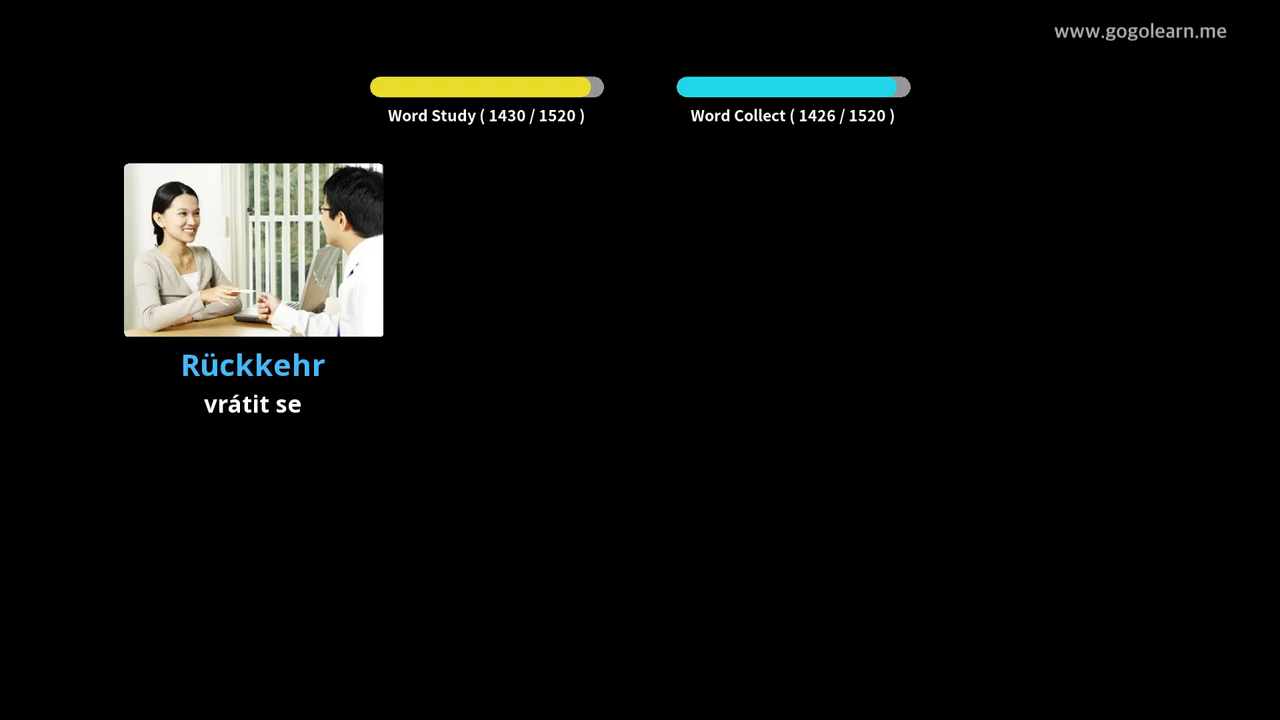 www.gogolearn.me
Word Study ( 1430 / 1520 )
Word Collect ( 1426 / 1520 )
Rückkehr
vrátit se